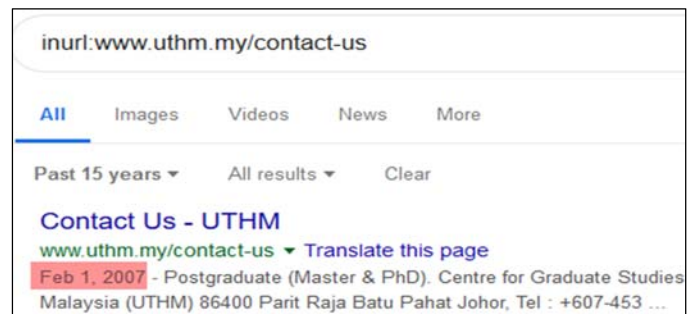 inurl:www.uthm.my/contact-us
All Images Videos News More
Past 15 years ▾ All results ▾ Clear
Contact Us - UTHM
www.uthm.my/contact-us ▾ Translate this page
Feb 1, 2007 - Postgraduate (Master & PhD). Centre for Graduate Studies
Malaysia (UTHM) 86400 Parit Raja Batu Pahat Johor, Tel : +607-453 ...